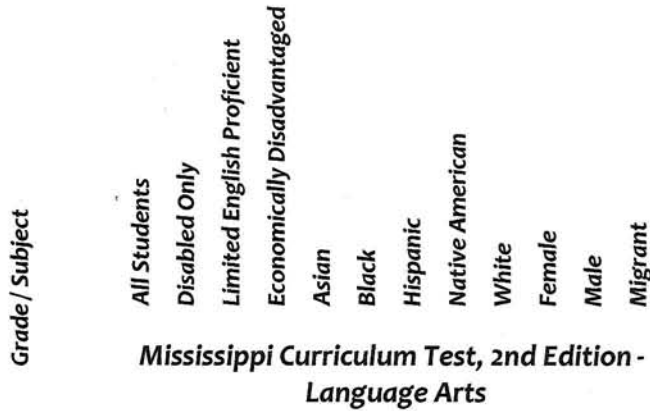 Grade / Subject
All Students
Disabled Only
Limited English Proficient
Economically Disadvantaged
Asian
Black
Hispanic
Native American
White
Female
Male
Migrant
Mississippi Curriculum Test, 2nd Edition -
Language Arts